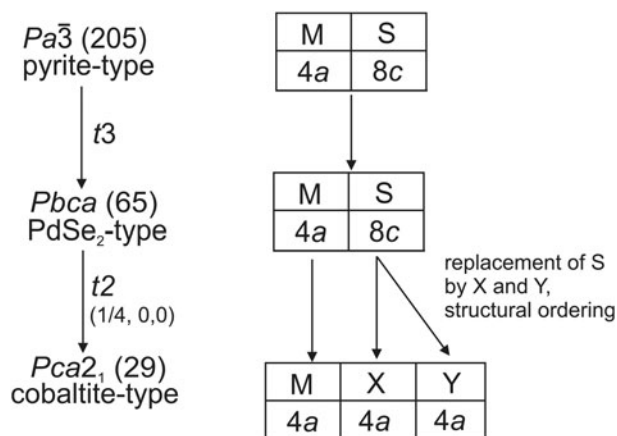 Pa3̅ (205)
pyrite-type
t3
Pbca (65)
PdSe₂-type
t2
(1/4, 0,0)
Pca2₁ (29)
cobaltite-type
M S
4a 8c
M S
4a 8c
replacement of S
by X and Y,
structural ordering
M X Y
4a 4a 4a